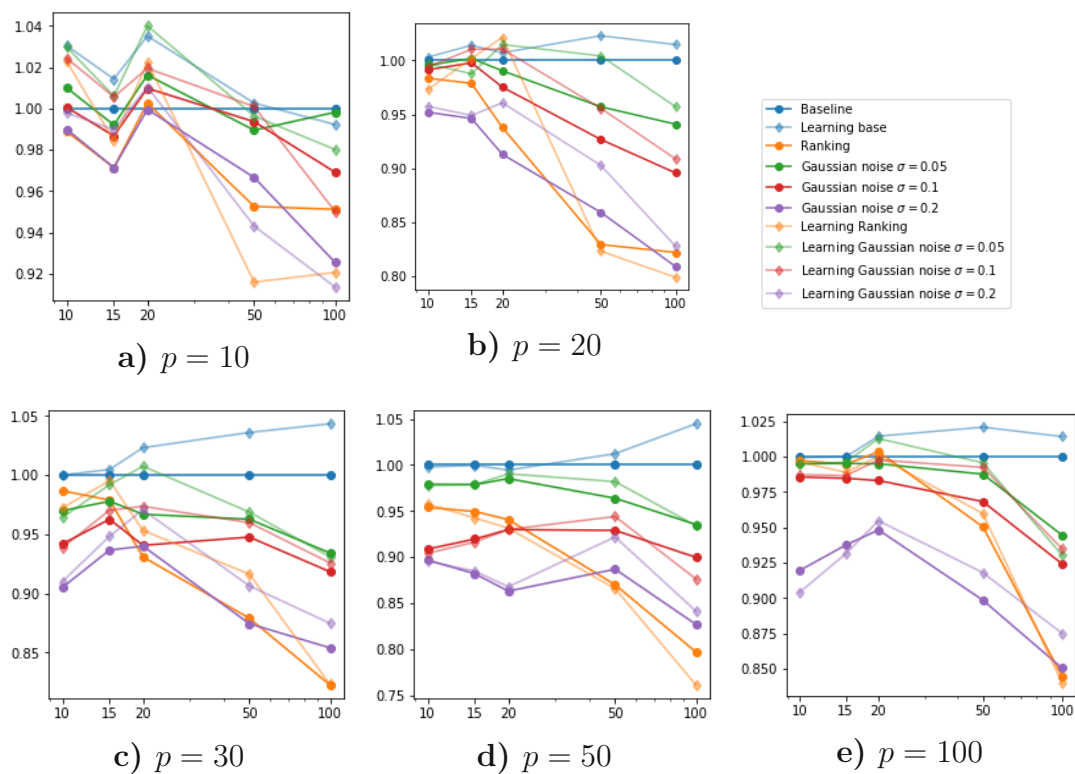 1.04
1.02
1.00
0.98
0.96
0.94
0.92
10 15 20 50 100
a) p = 10
1.00
0.95
0.90
0.85
0.80
10 15 20 50 100
b) p = 20
Baseline
Learning base
Ranking
Gaussian noise σ = 0.05
Gaussian noise σ = 0.1
Gaussian noise σ = 0.2
Learning Ranking
Learning Gaussian noise σ = 0.05
Learning Gaussian noise σ = 0.1
Learning Gaussian noise σ = 0.2
1.05
1.00
0.95
0.90
0.85
10 15 20 50 100
c) p = 30
1.05
1.00
0.95
0.90
0.85
0.80
0.75
10 15 20 50 100
d) p = 50
1.025
1.000
0.975
0.950
0.925
0.900
0.875
0.850
10 15 20 50 100
e) p = 100